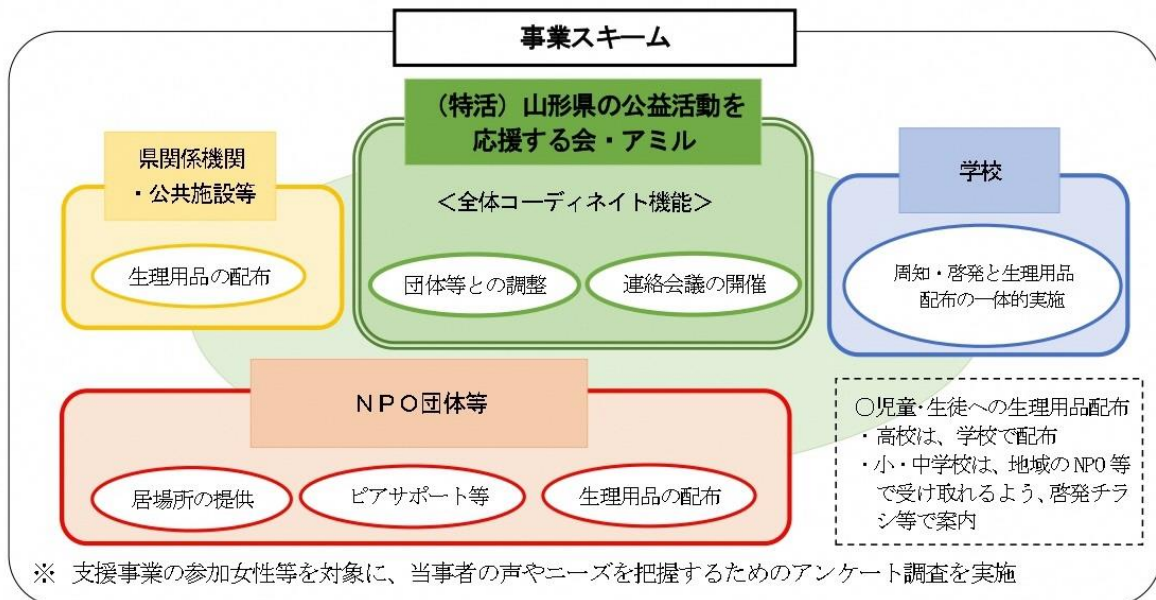 事業スキーム
(特活)山形県の公益活動を
応援する会・アミル
<全体コーディネイト機能>
団体等との調整
連絡会議の開催
県関係機関
・公共施設等
生理用品の配布
学校
周知・啓発と生理用品
配布の一体的実施
NPO団体等
居場所の提供
ピアサポート等
生理用品の配布
○児童・生徒への生理用品配布
・高校は、学校で配布
・小・中学校は、地域のNPO等
で受け取れるよう、啓発チラ
シ等で案内
※ 支援事業の参加女性等を対象に、当事者の声やニーズを把握するためのアンケート調査を実施